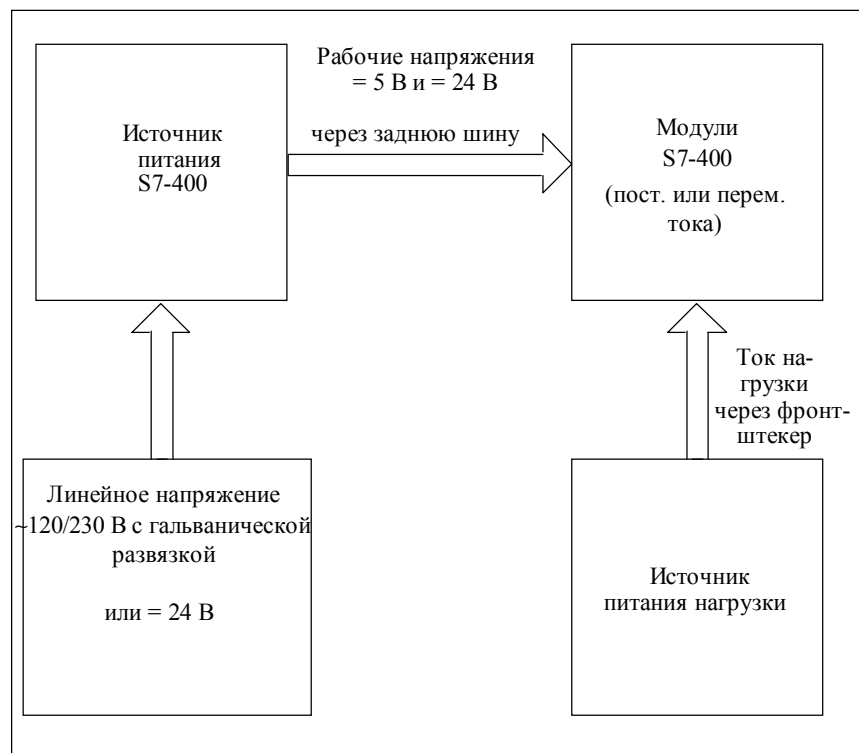 Источник
питания
S7-400
Рабочие напряжения
= 5 В и = 24 В
через заднюю шину
Модули
S7-400
(пост. или перем.
тока)
Ток на-
грузки
через фронт-
штекер
Линейное напряжение
~120/230 В с гальванической
развязкой
или = 24 В
Источник
питания нагрузки